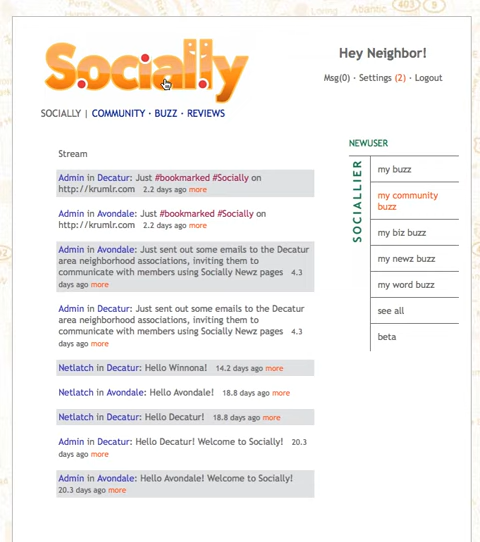 Loring
Atlantic
403
9
Socially
Hey Neighbor!
Msg(0) · Settings (2) · Logout
SOCIALLY | COMMUNITY · BUZZ · REVIEWS
Stream
Admin in Decatur: Just #bookmarked #Socially on
http://krumlr.com 2.2 days ago more
Admin in Avondale: Just #bookmarked #Socially on
http://krumlr.com 2.2 days ago more
Admin in Avondale: Just sent out some emails to the Decatur
area neighborhood associations, inviting them to
communicate with members using Socially Newz pages 4.3
days ago more
Admin in Decatur: Just sent out some emails to the Decatur
area neighborhood associations, inviting them to
communicate with members using Socially Newz pages 4.3
days ago more
Netlatch in Decatur: Hello Winnona! 14.2 days ago more
Netlatch in Avondale: Hello Avondale! 18.8 days ago more
Netlatch in Decatur: Hello Decatur! 18.8 days ago more
Admin in Decatur: Hello Decatur! Welcome to Socially! 20.3
days ago more
Admin in Avondale: Hello Avondale! Welcome to Socially!
20.3 days ago more
NEWUSER
SOCIALLIER
my buzz
my community
buzz
my biz buzz
my newz buzz
my word buzz
see all
beta